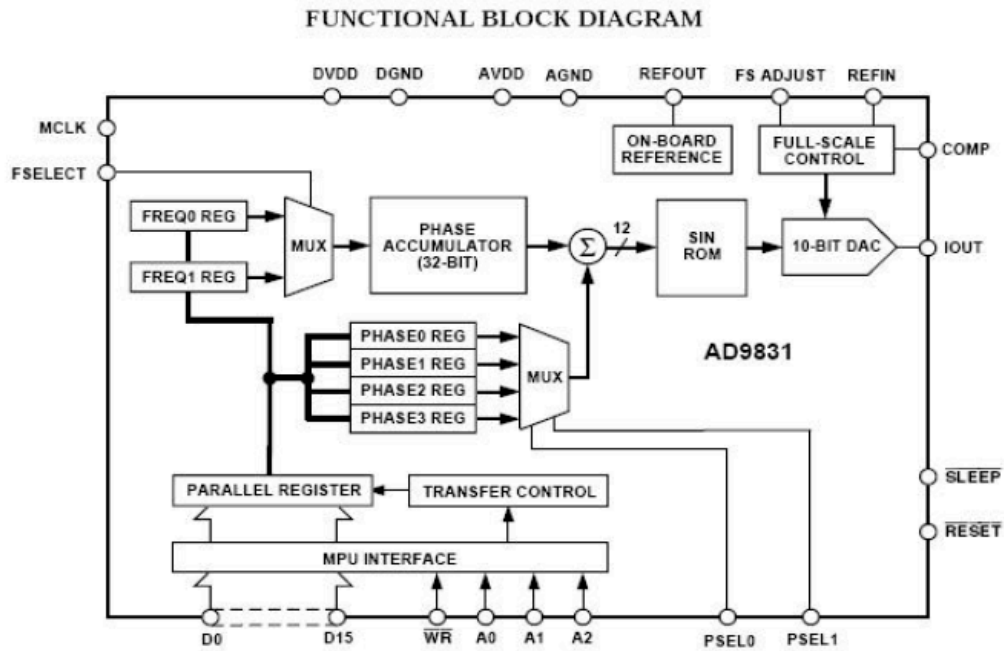 FUNCTIONAL BLOCK DIAGRAM
DVDD DGND AVDD AGND REFOUT FS ADJUST REFIN
MCLK
FSELECT
ON-BOARD
REFERENCE
FULL-SCALE
CONTROL
COMP
FREQ0 REG
FREQ1 REG
MUX
PHASE
ACCUMULATOR
(32-BIT)
Σ
12
SIN
ROM
10-BIT DAC
IOUT
PHASE0 REG
PHASE1 REG
PHASE2 REG
PHASE3 REG
MUX
AD9831
PARALLEL REGISTER
TRANSFER CONTROL
SLEEP
RESET
MPU INTERFACE
D0 D15 WR A0 A1 A2 PSEL0 PSEL1